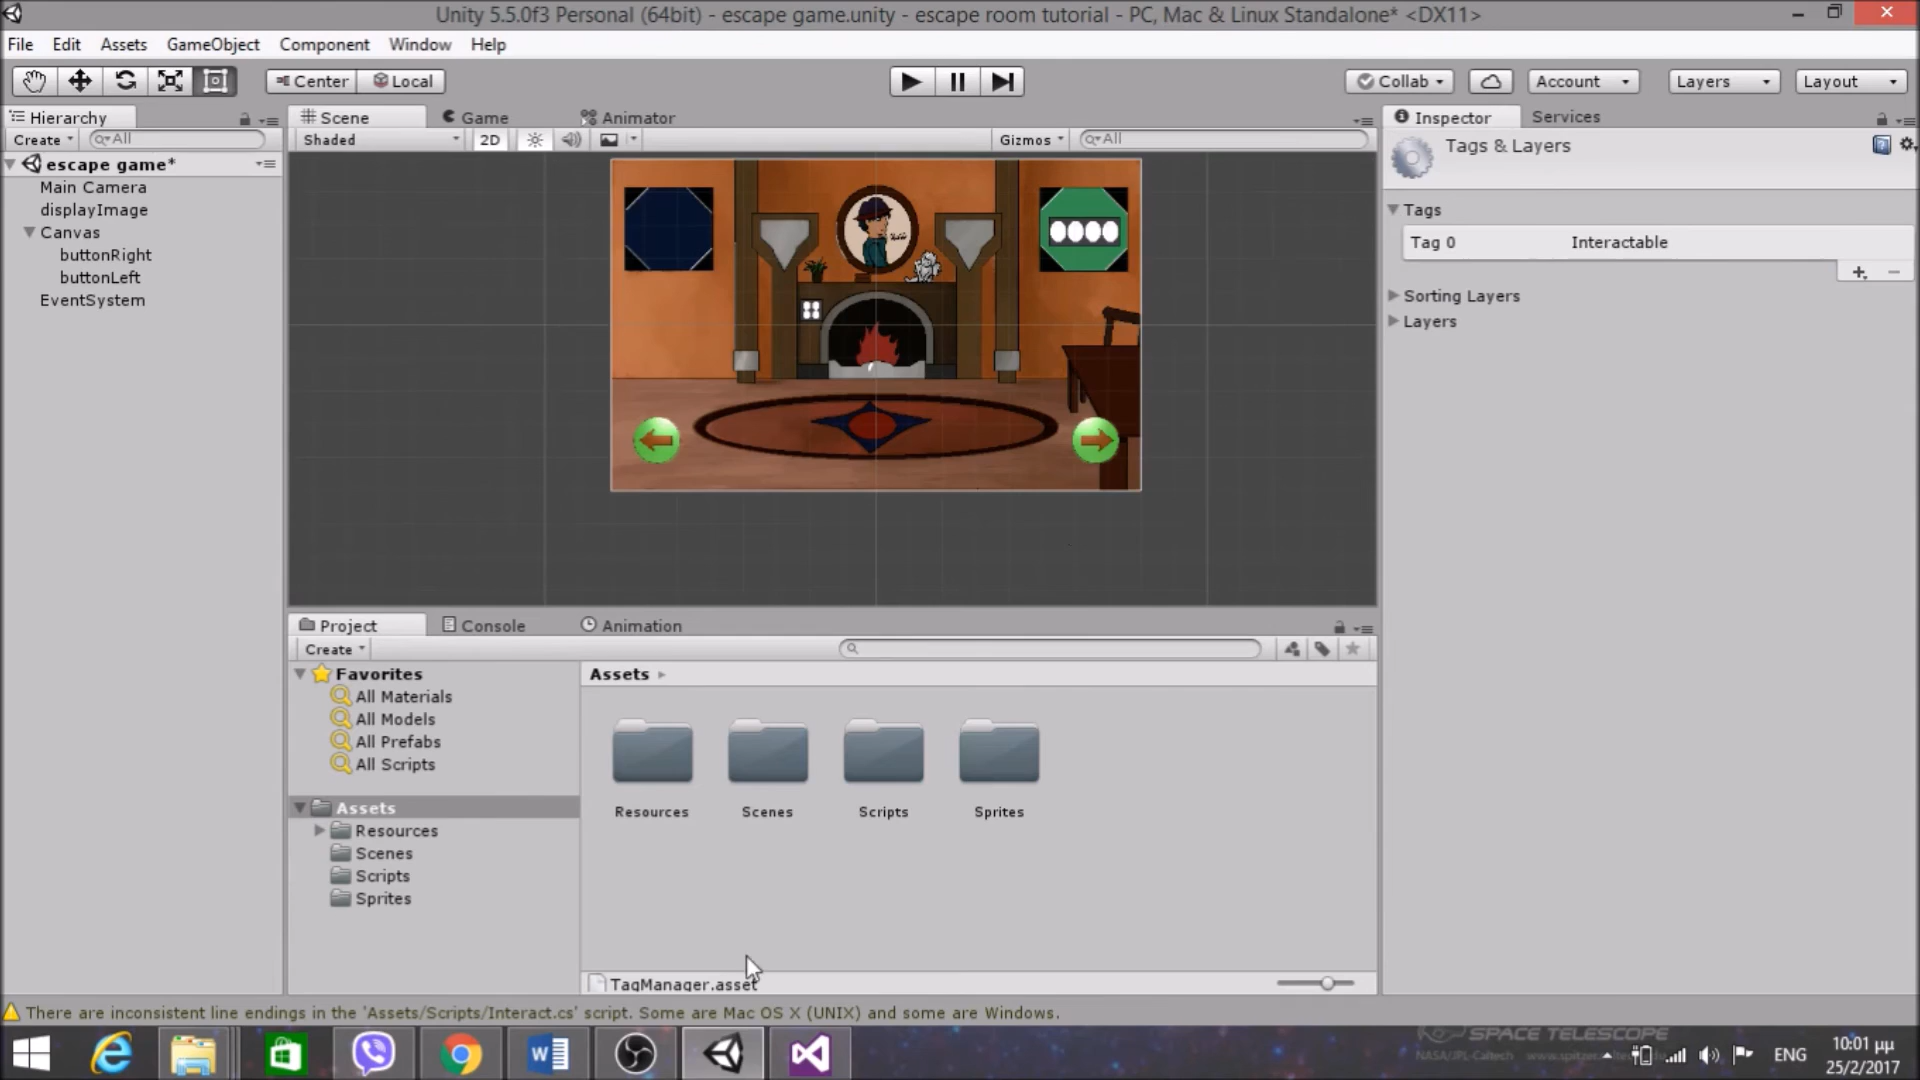 Unity 5.5.0f3 Personal (64bit) - escape game.unity - escape room tutorial - PC, Mac & Linux Standalone* <DX11>
File Edit Assets GameObject Component Window Help
Center Local Collab Account Layers Layout
Hierarchy
Create All
escape game*
Main Camera
displayImage
Canvas
buttonRight
buttonLeft
EventSystem
Scene Game Animator
Shaded 2D Gizmos All
Inspector Services
Tags & Layers
Tags
Tag 0 Interactable
Sorting Layers
Layers
Project Console Animation
Create
Favorites
All Materials
All Models
All Prefabs
All Scripts
Assets
Resources
Scenes
Scripts
Sprites
Assets
Resources Scenes Scripts Sprites
TagManager.asset
There are inconsistent line endings in the 'Assets/Scripts/Interact.cs' script. Some are Mac OS X (UNIX) and some are Windows.
SPACE TELESCOPE
NASA/JPL-Caltech
ENG
10:01 μμ
25/2/2017